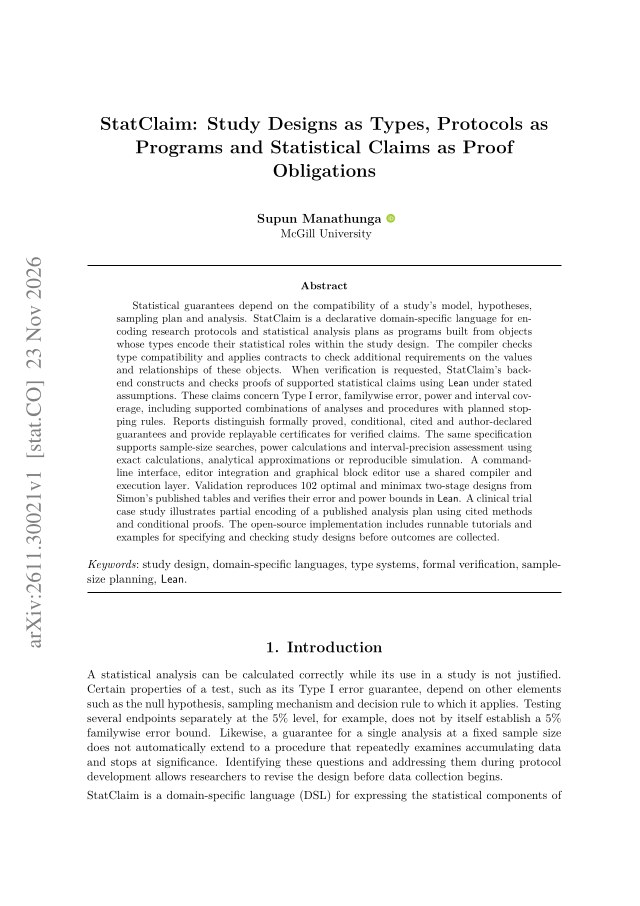 StatClaim: Study Designs as Types, Protocols as
Programs and Statistical Claims as Proof
Obligations
Supun Manathunga
McGill University
arXiv:2611.30021v1 [stat.CO] 23 Nov 2026
Abstract
Statistical guarantees depend on the compatibility of a study's model, hypotheses,
sampling plan and analysis. StatClaim is a declarative domain-specific language for en-
coding research protocols and statistical analysis plans as programs built from objects
whose types encode their statistical roles within the study design. The compiler checks
type compatibility and applies contracts to check additional requirements on the values
and relationships of these objects. When verification is requested, StatClaim's back-
end constructs and checks proofs of supported statistical claims using Lean under stated
assumptions. These claims concern Type I error, familywise error, power and interval cov-
erage, including supported combinations of analyses and procedures with planned stop-
ping rules. Reports distinguish formally proved, conditional, cited and author-declared
guarantees and provide replayable certificates for verified claims. The same specification
supports sample-size searches, power calculations and interval-precision assessment using
exact calculations, analytical approximations or reproducible simulation. A command-
line interface, editor integration and graphical block editor use a shared compiler and
execution layer. Validation reproduces 102 optimal and minimax two-stage designs from
Simon's published tables and verifies their error and power bounds in Lean. A clinical trial
case study illustrates partial encoding of a published analysis plan using cited methods
and conditional proofs. The open-source implementation includes runnable tutorials and
examples for specifying and checking study designs before outcomes are collected.
Keywords: study design, domain-specific languages, type systems, formal verification, sample-
size planning, Lean.
1. Introduction
A statistical analysis can be calculated correctly while its use in a study is not justified.
Certain properties of a test, such as its Type I error guarantee, depend on other elements
such as the null hypothesis, sampling mechanism and decision rule to which it applies. Testing
several endpoints separately at the 5% level, for example, does not by itself establish a 5%
familywise error bound. Likewise, a guarantee for a single analysis at a fixed sample size
does not automatically extend to a procedure that repeatedly examines accumulating data
and stops at significance. Identifying these questions and addressing them during protocol
development allows researchers to revise the design before data collection begins.
StatClaim is a domain-specific language (DSL) for expressing the statistical components of